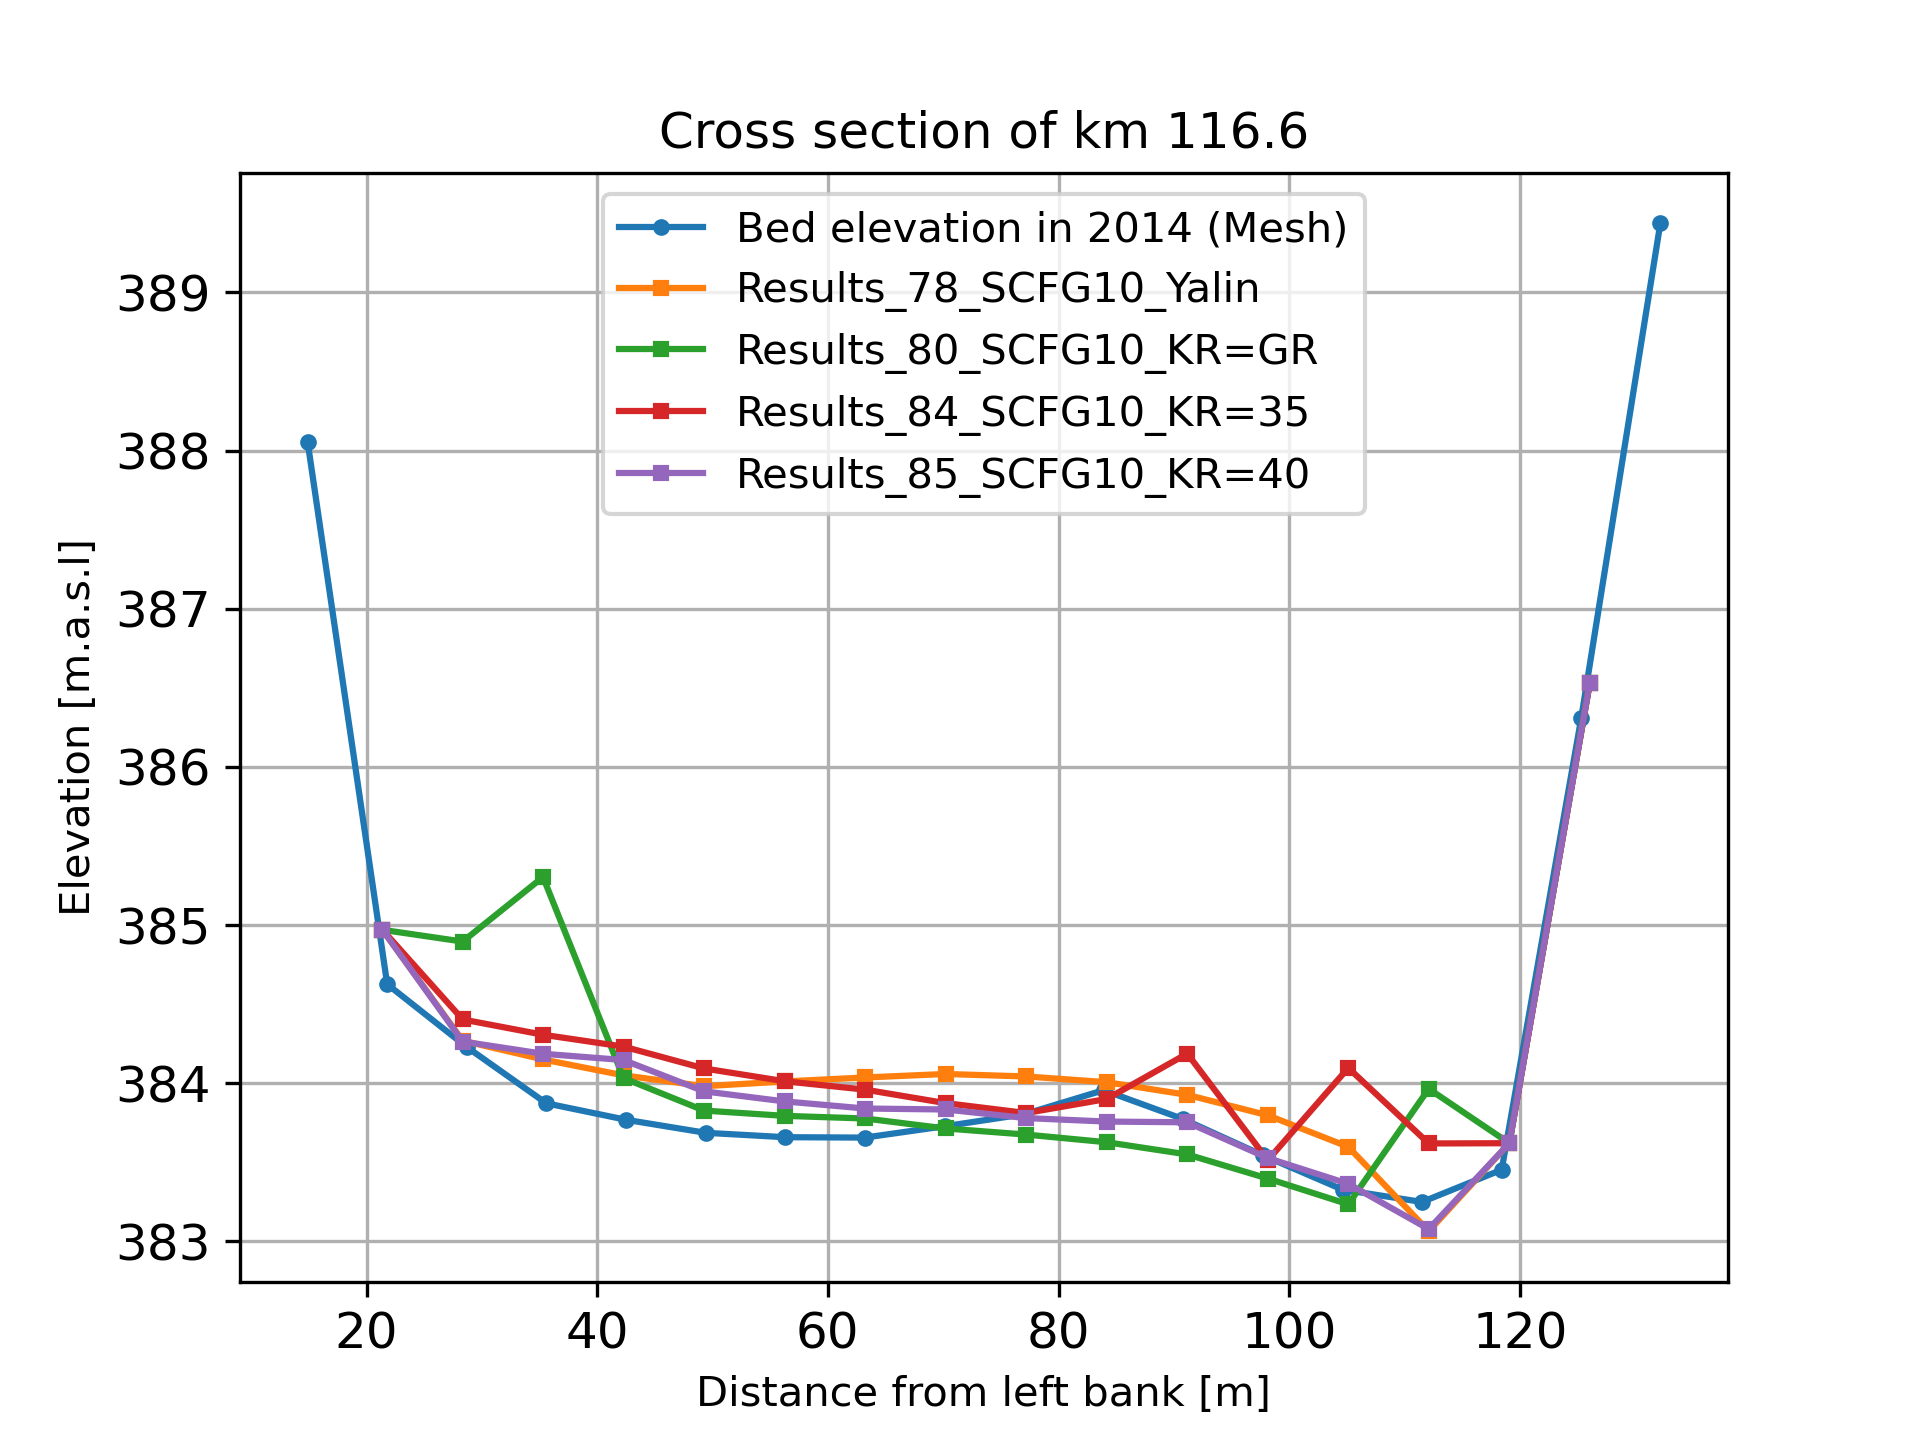 Cross section of km 116.6
Bed elevation in 2014 (Mesh)
Results_78_SCFG10_Yalin
Results_80_SCFG10_KR=GR
Results_84_SCFG10_KR=35
Results_85_SCFG10_KR=40
Elevation [m.a.s.l]
389
388
387
386
385
384
383
20 40 60 80 100 120
Distance from left bank [m]